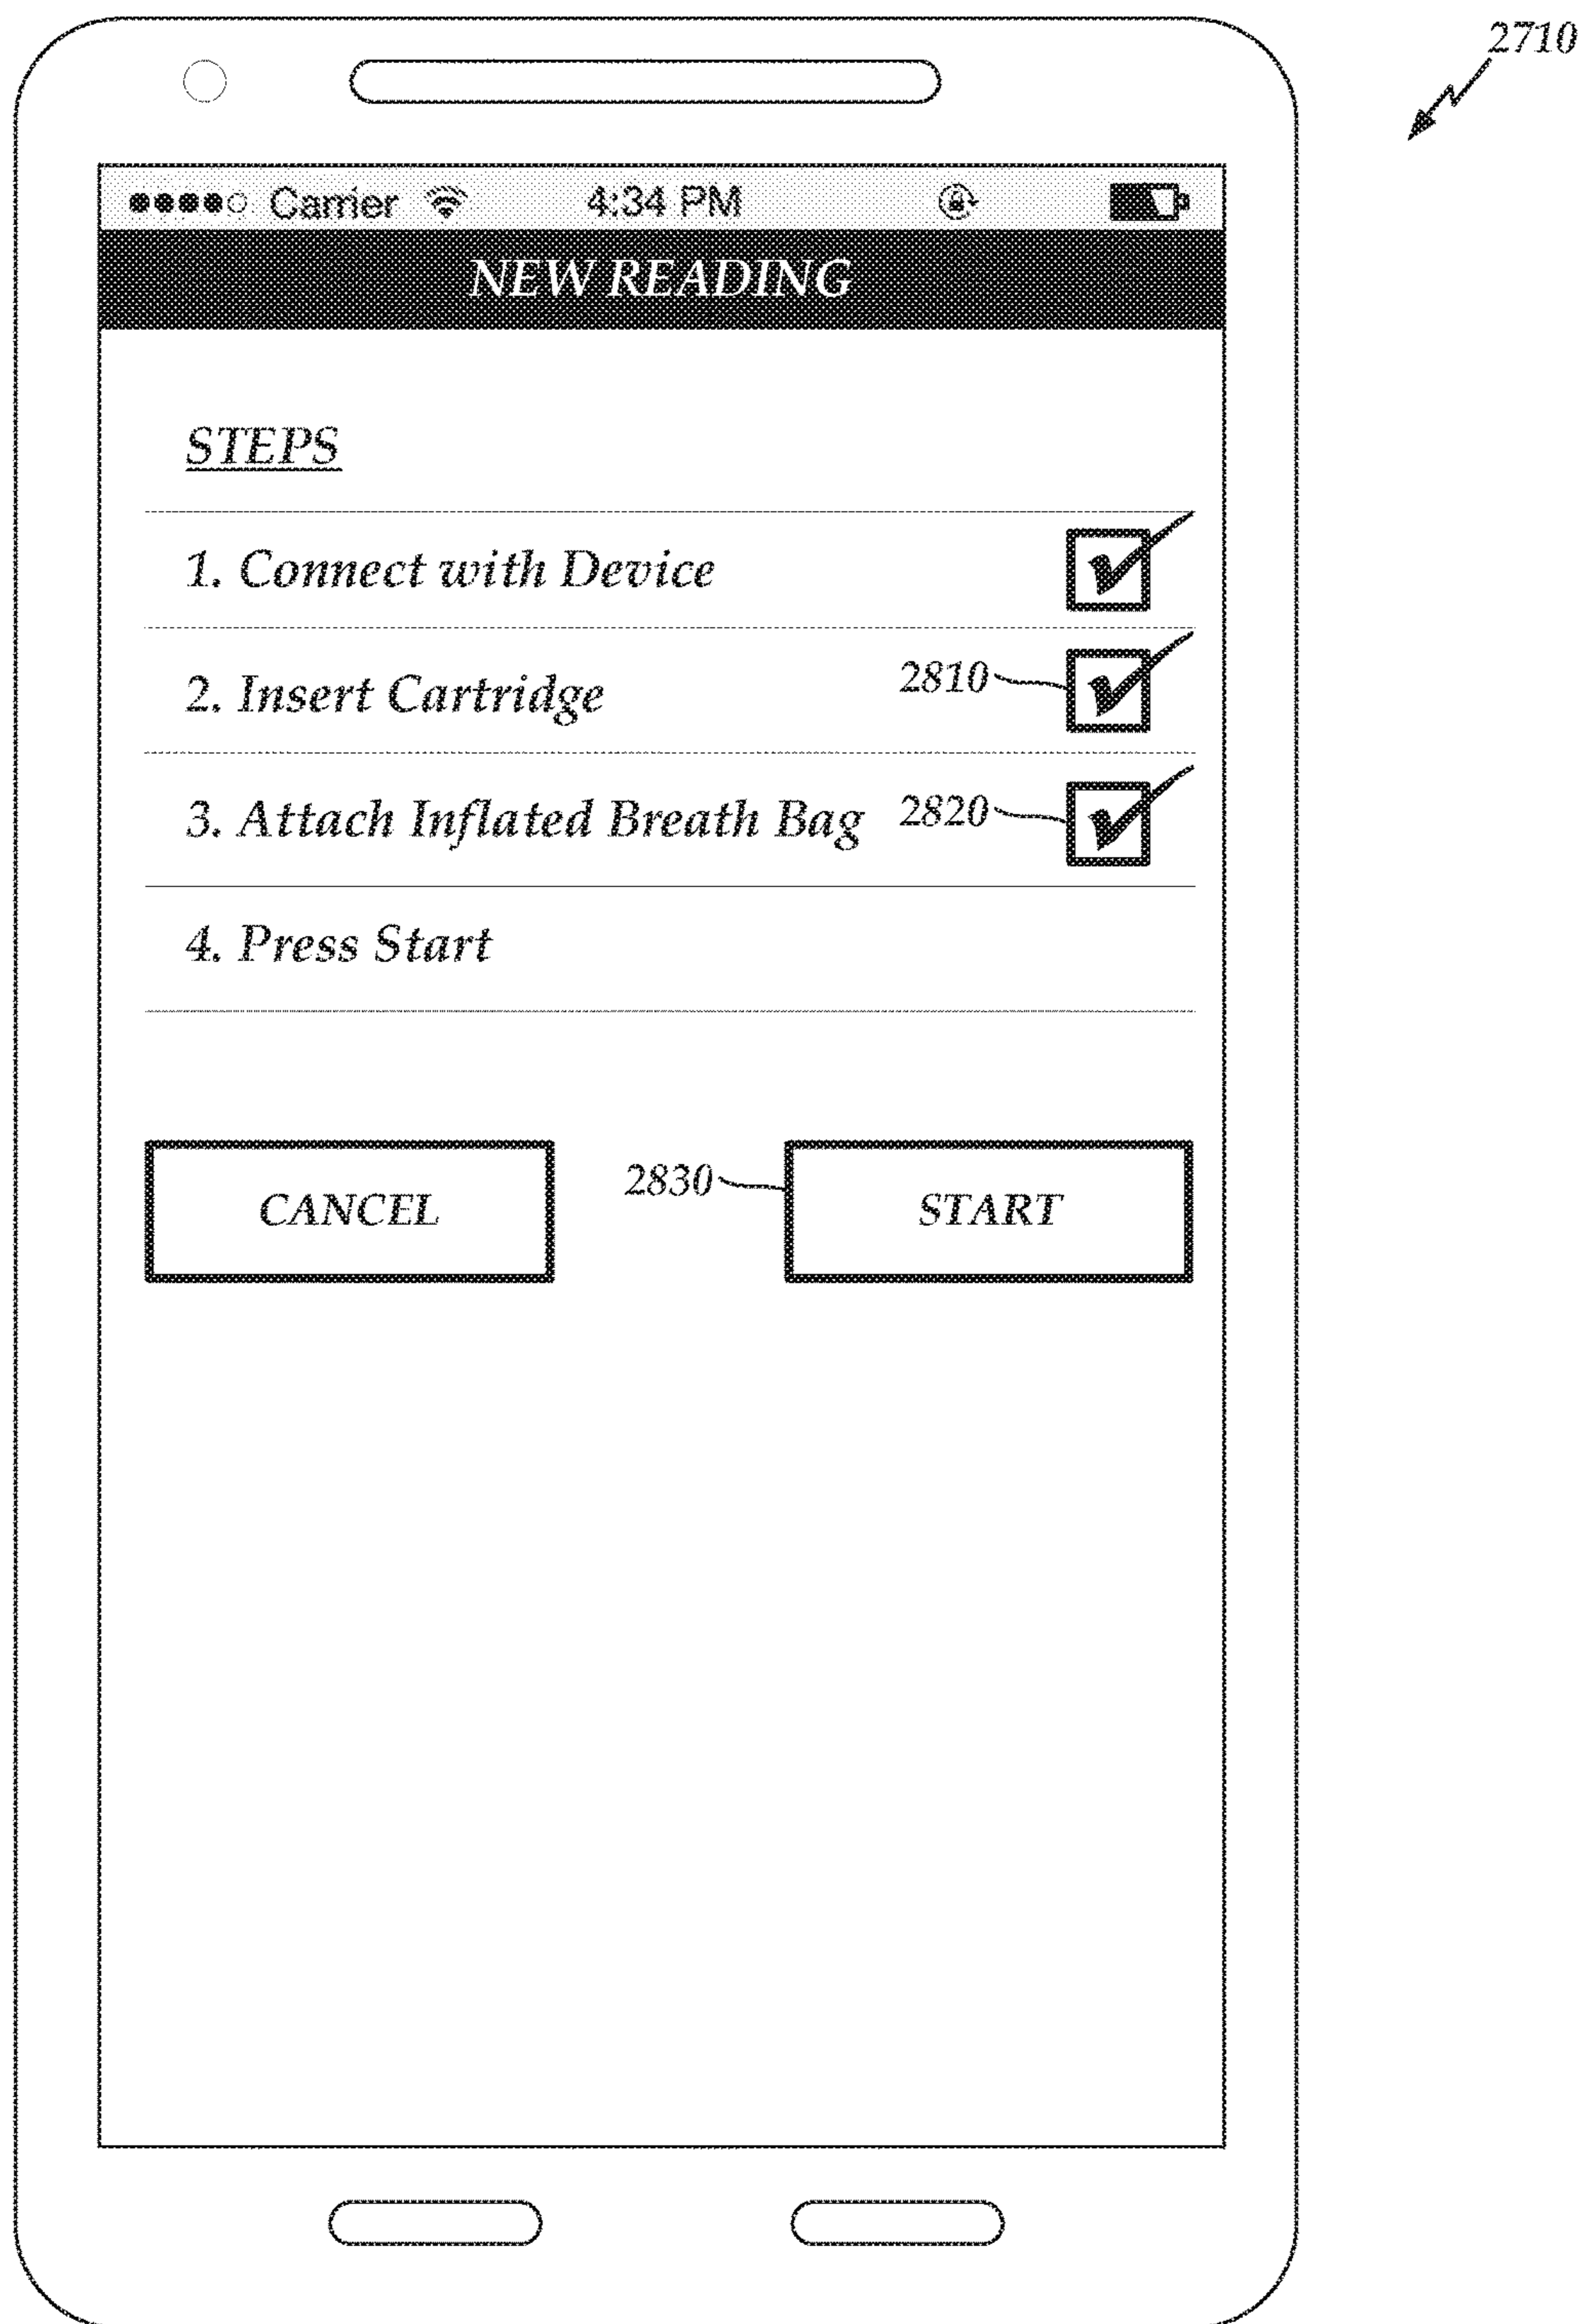 2710
Carrier 4:34 PM
NEW READING
STEPS
1. Connect with Device
2. Insert Cartridge 2810
3. Attach Inflated Breath Bag 2820
4. Press Start
CANCEL 2830 START